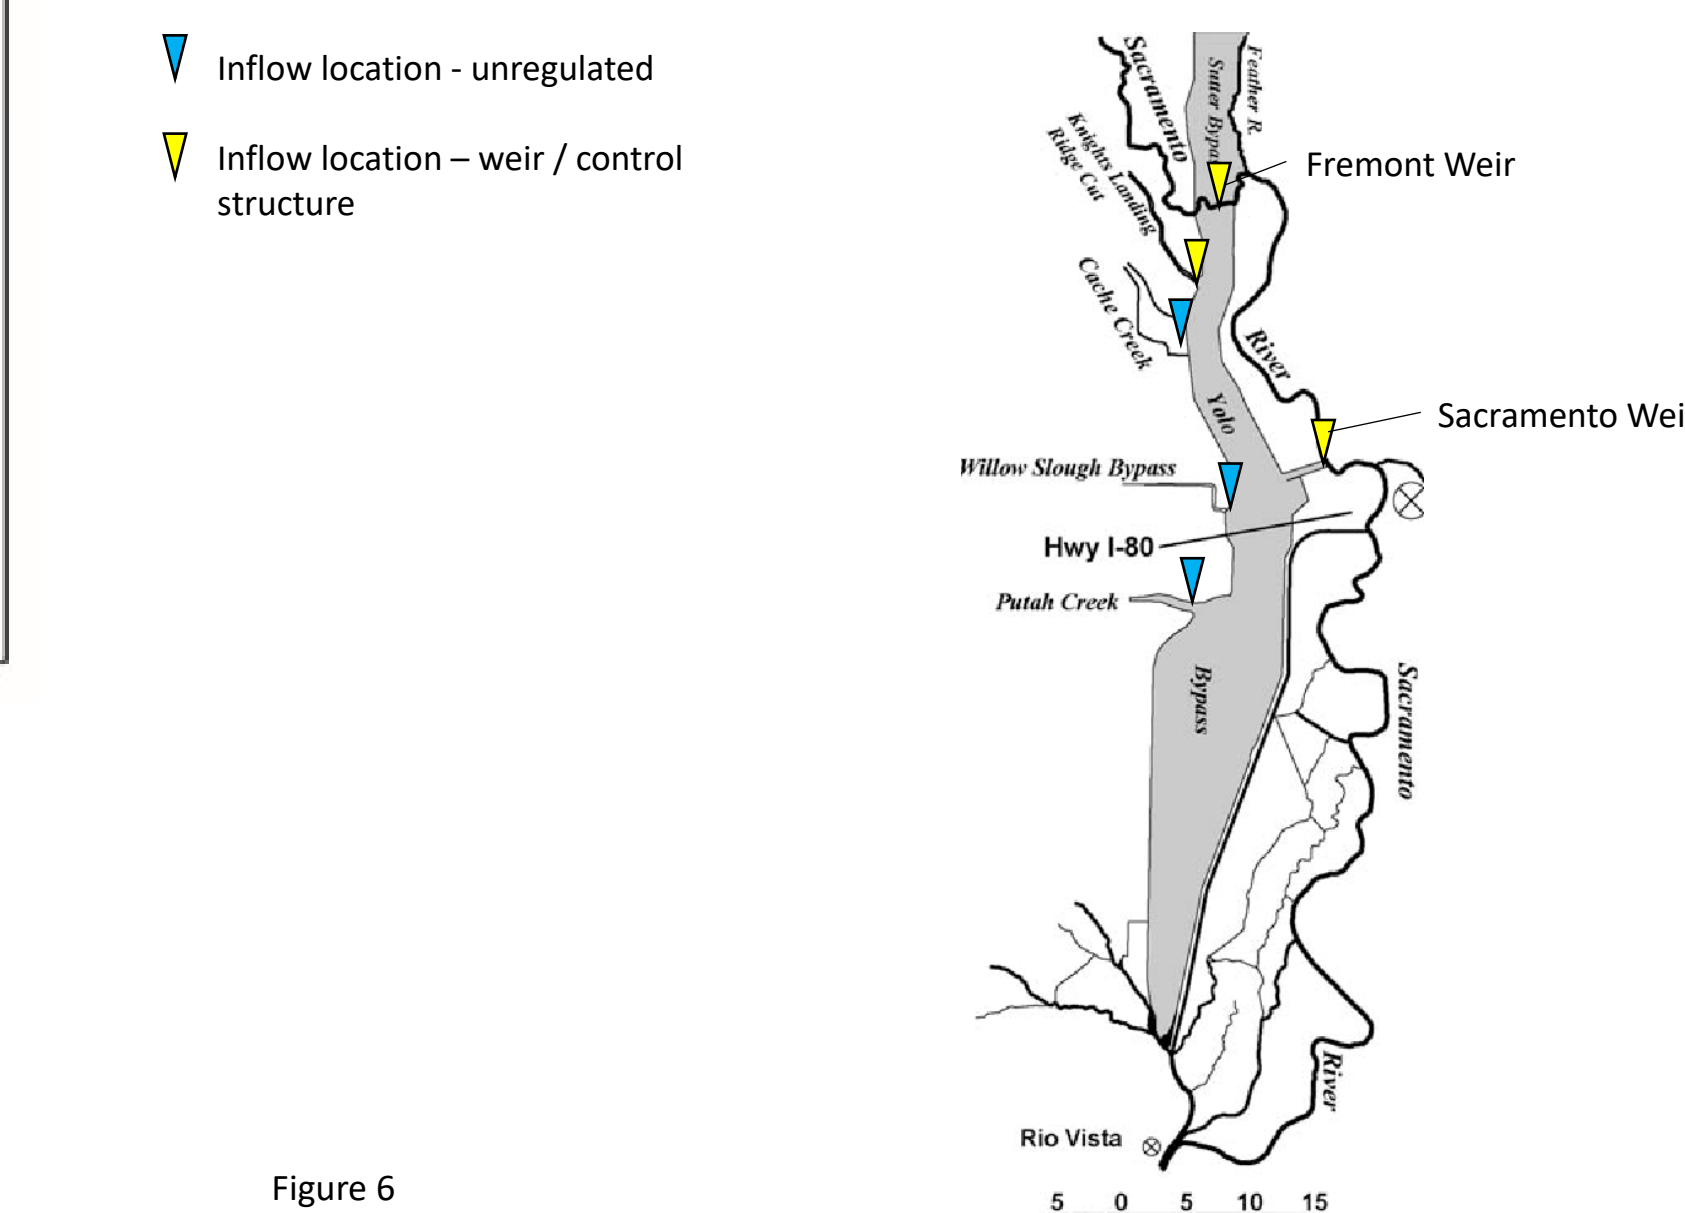 Inflow location - unregulated
Inflow location – weir / control
structure
Sacramento
Sutter Bypa
Feather R.
Knights Landing
Ridge Cut
Fremont Weir
Cache Creek
River
Yolo
Sacramento Wei
Willow Slough Bypass
Hwy I-80
Putah Creek
Bypass
Sacramento
River
Rio Vista
Figure 6
5 0 5 10 15